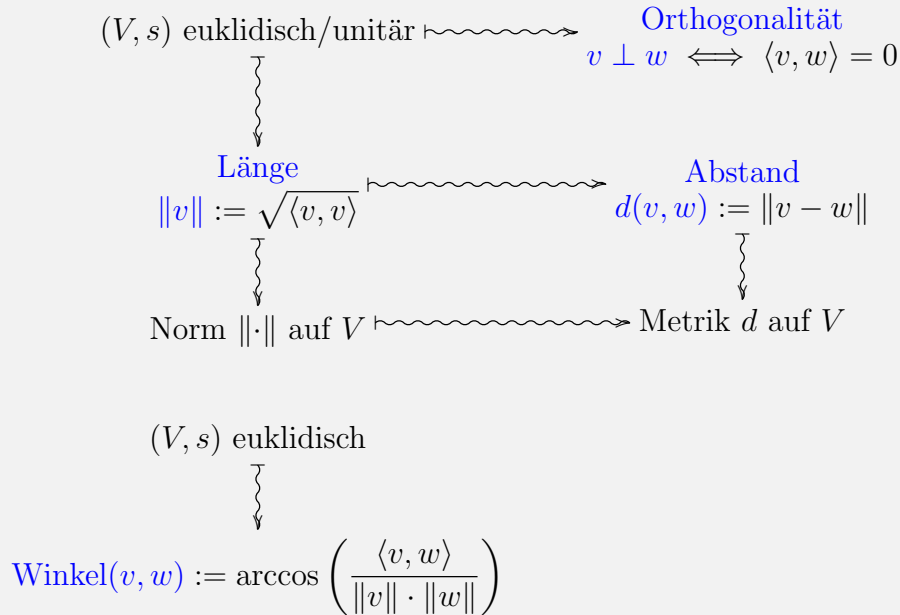 (V, s) euklidisch/unitär
Orthogonalität
v ⊥ w ⟺ ⟨v, w⟩ = 0
Länge
‖v‖ := √⟨v, v⟩
Abstand
d(v, w) := ‖v − w‖
Norm ‖·‖ auf V
Metrik d auf V
(V, s) euklidisch
Winkel(v, w) := arccos (⟨v, w⟩ / ‖v‖ · ‖w‖)